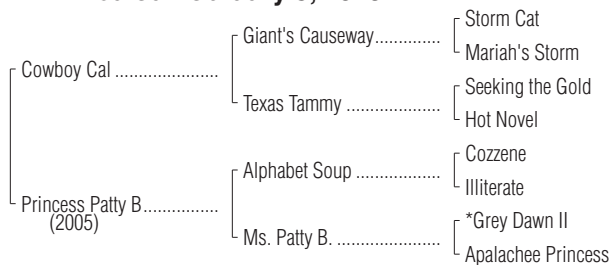 Storm Cat
Giant's Causeway..................
Mariah's Storm
Cowboy Cal .......................
Seeking the Gold
Texas Tammy .....................
Hot Novel
Cozzene
Alphabet Soup ...................
Illiterate
Princess Patty B.................
(2005)
*Grey Dawn II
Ms. Patty B. .......................
Apalachee Princess